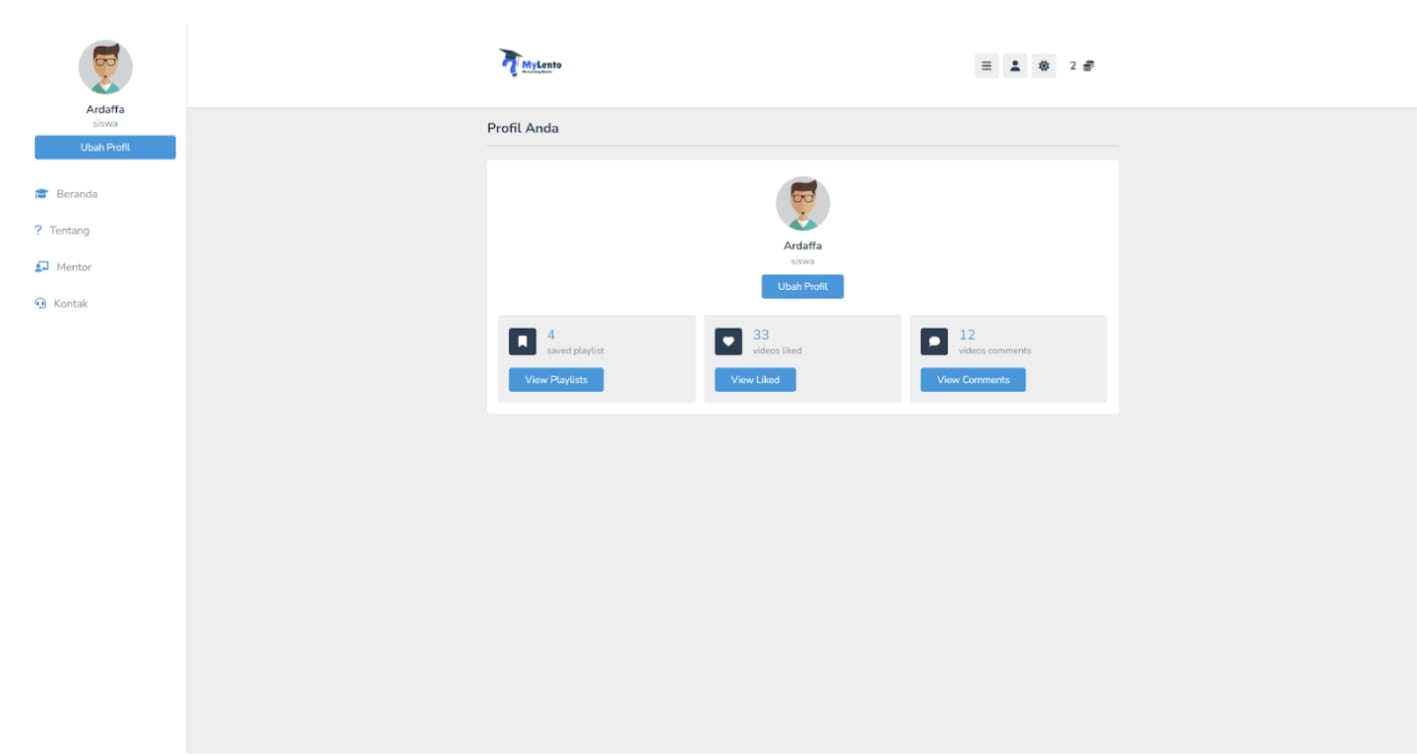 Ardaffa
siswa
Ubah Profil
Beranda
? Tentang
Mentor
Kontak
MyLento
2
Profil Anda
Ardaffa
siswa
Ubah Profil
4
saved playlist
View Playlists
33
videos liked
View Liked
12
videos comments
View Comments